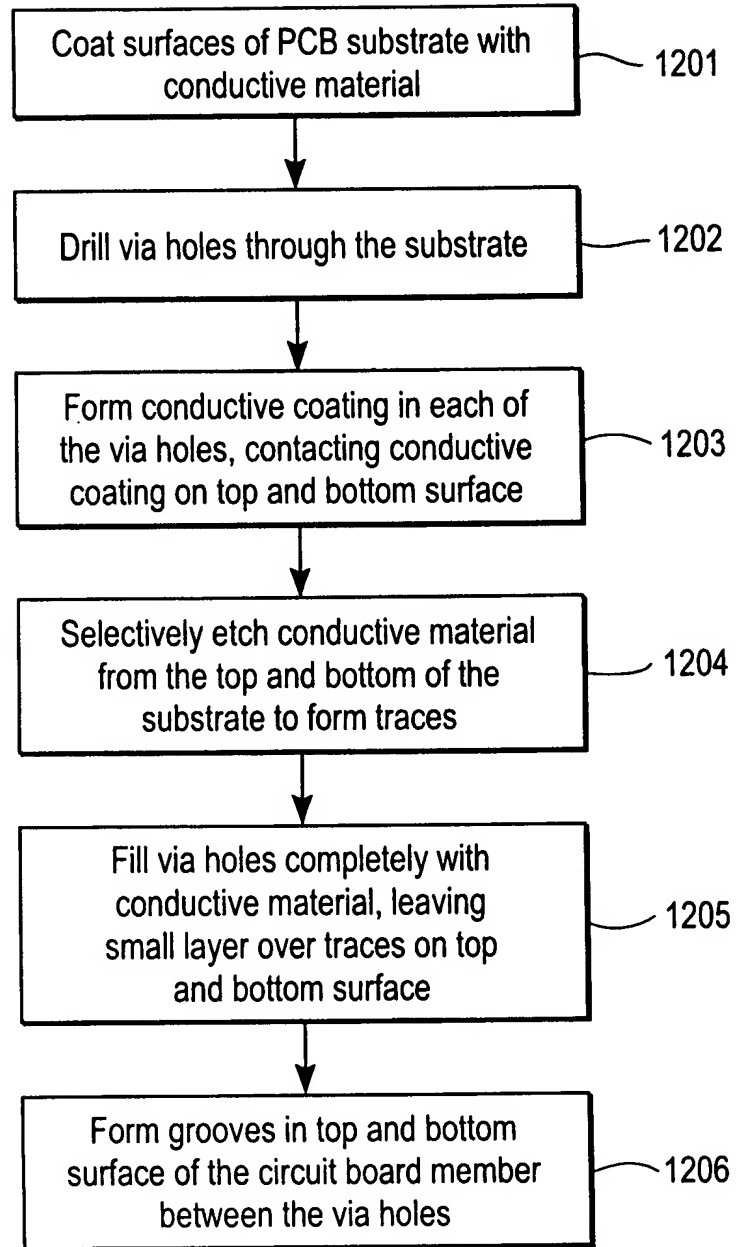 Coat surfaces of PCB substrate with
conductive material
1201
Drill via holes through the substrate
1202
Form conductive coating in each of
the via holes, contacting conductive
coating on top and bottom surface
1203
Selectively etch conductive material
from the top and bottom of the
substrate to form traces
1204
Fill via holes completely with
conductive material, leaving
small layer over traces on top
and bottom surface
1205
Form grooves in top and bottom
surface of the circuit board member
between the via holes
1206